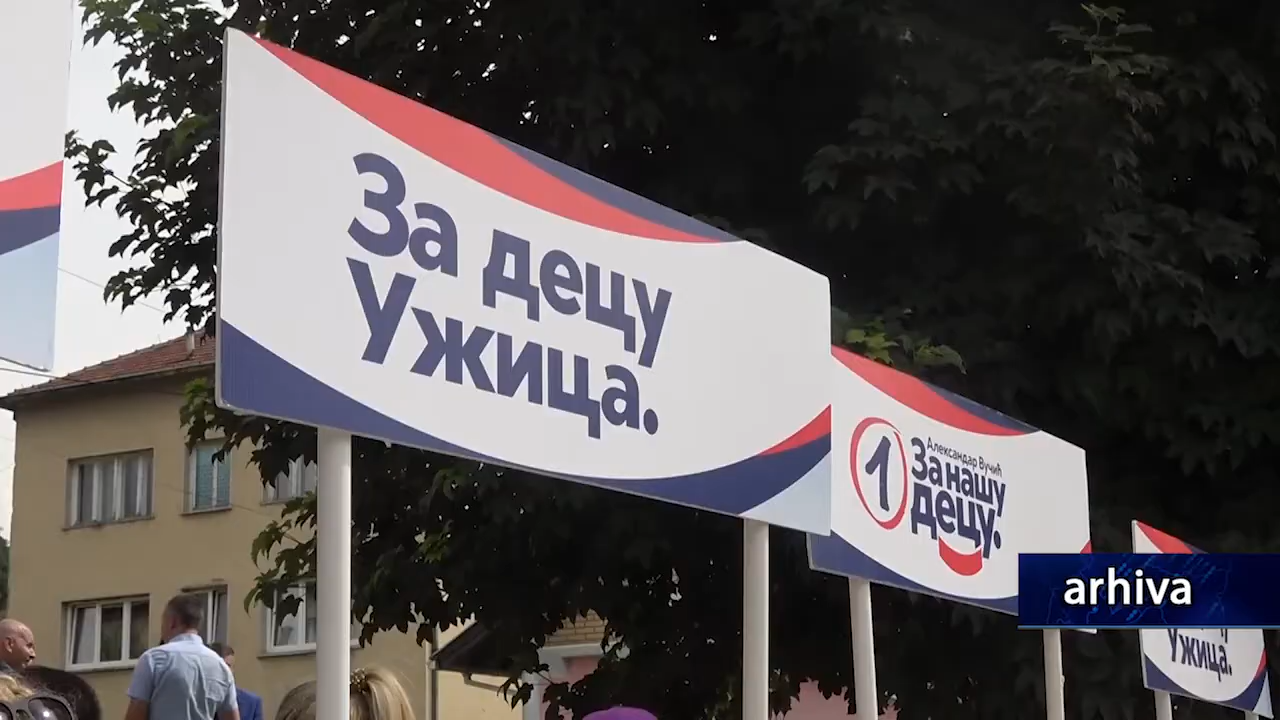 За децу
Ужица.
1
Александар Вучић
За нашу
децу.
arhiva
Ужица.